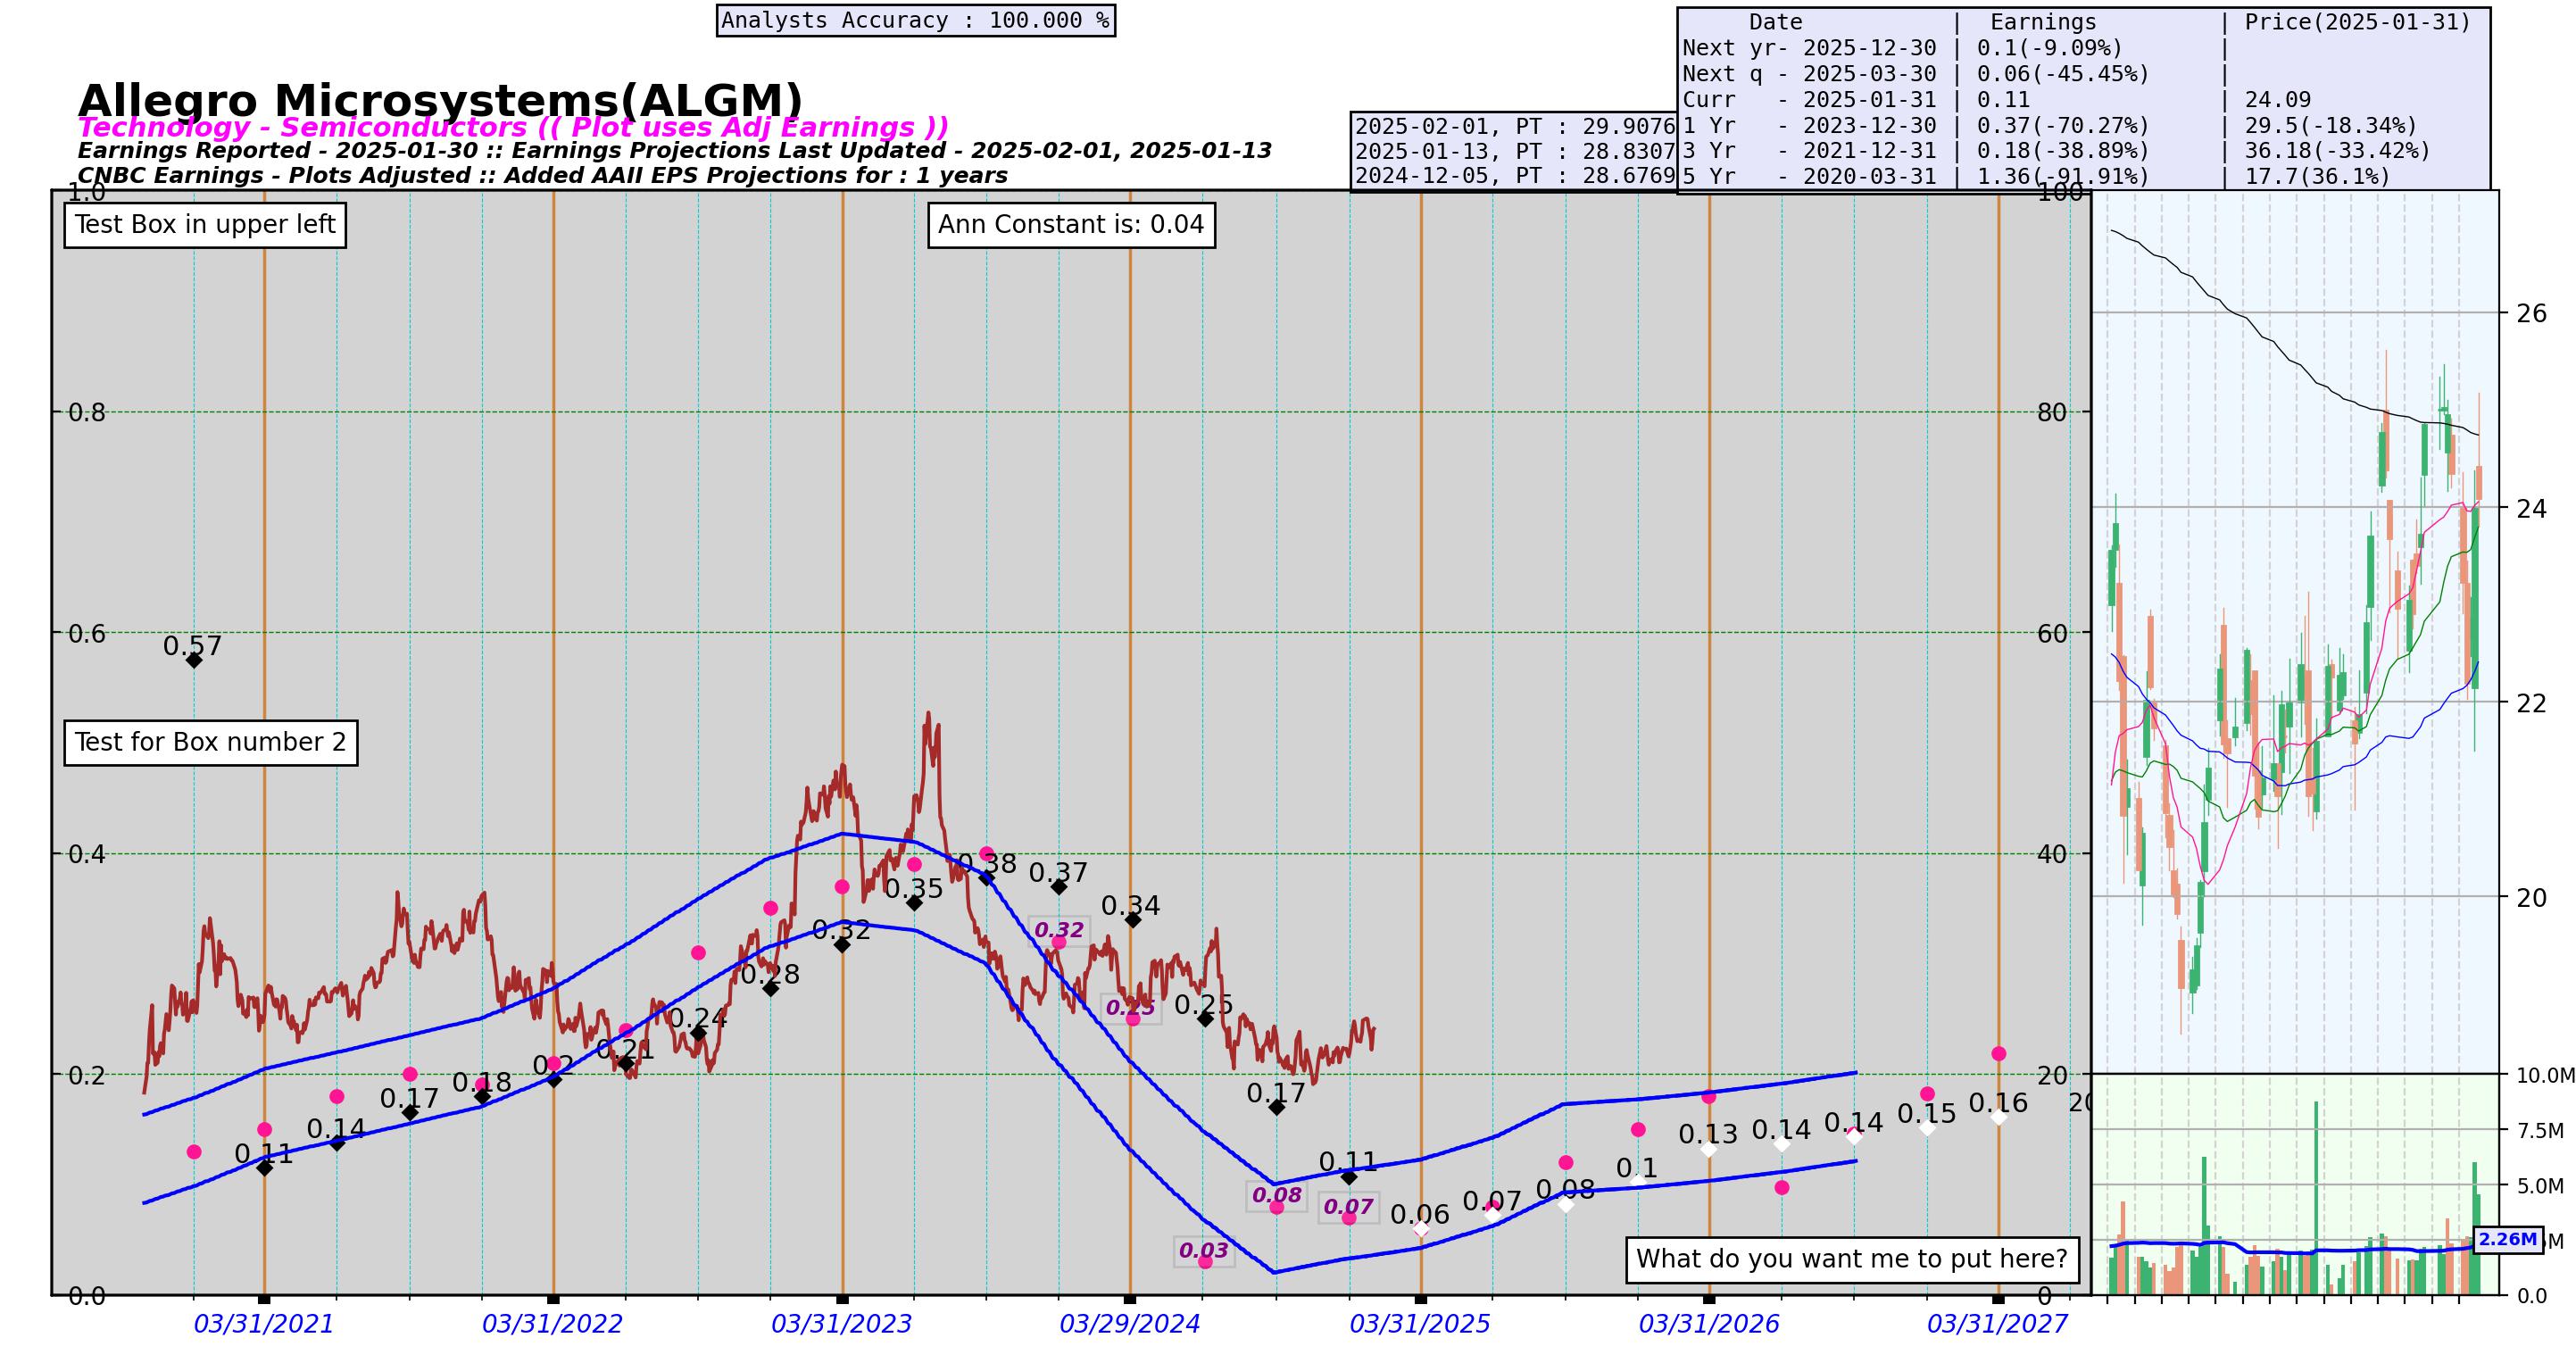 Analysts Accuracy : 100.000 %
Date | Earnings | Price(2025-01-31)
Next yr- 2025-12-30 | 0.1(-9.09%) |
Next q - 2025-03-30 | 0.06(-45.45%) |
Curr - 2025-01-31 | 0.11 | 24.09
1 Yr - 2023-12-30 | 0.37(-70.27%) | 29.5(-18.34%)
3 Yr - 2021-12-31 | 0.18(-38.89%) | 36.18(-33.42%)
5 Yr - 2020-03-31 | 1.36(-91.91%) | 17.7(36.1%)
Allegro Microsystems(ALGM)
Technology - Semiconductors (( Plot uses Adj Earnings ))
Earnings Reported - 2025-01-30 :: Earnings Projections Last Updated - 2025-02-01, 2025-01-13
CNBC Earnings - Plots Adjusted :: Added AAII EPS Projections for : 1 years
2025-02-01, PT : 29.9076
2025-01-13, PT : 28.8307
2024-12-05, PT : 28.6769
Test Box in upper left
Ann Constant is: 0.04
Test for Box number 2
What do you want me to put here?
1.0
0.8
0.6
0.4
0.2
0.0
100
80
60
40
20
0
0.57
0.11
0.14
0.17
0.18
0.2
0.21
0.24
0.28
0.32
0.35
0.38
0.37
0.34
0.25
0.17
0.11
0.06
0.07
0.08
0.1
0.13
0.14
0.14
0.15
0.16
0.32
0.25
0.03
0.08
0.07
26
24
22
20
10.0M
7.5M
5.0M
2.26M
0.0
03/31/2021
03/31/2022
03/31/2023
03/29/2024
03/31/2025
03/31/2026
03/31/2027